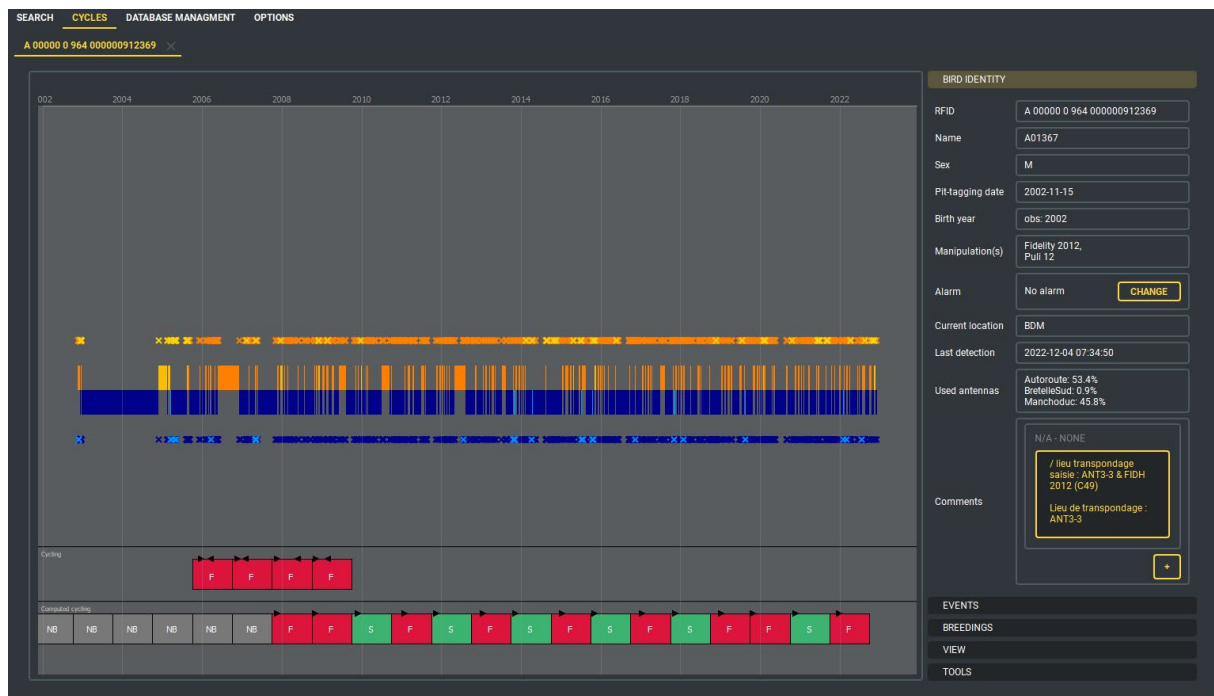 SEARCH CYCLES DATABASE MANAGMENT OPTIONS
A 00000 0 964 000000912369
002 2004 2006 2008 2010 2012 2014 2016 2018 2020 2022
Cycling
F F F F
Computed cycling
NB NB NB NB NB NB F F S F S F S F S F S F F S F
BIRD IDENTITY
RFID A 00000 0 964 000000912369
Name A01367
Sex M
Pit-tagging date 2002-11-15
Birth year obs: 2002
Manipulation(s) Fidelity 2012,
Puli 12
Alarm No alarm CHANGE
Current location BDM
Last detection 2022-12-04 07:34:50
Used antennas Autoroute: 53.4%
BretelleSud: 0.9%
Manchoduc: 45.8%
Comments
N/A - NONE
/ lieu transpondage
saisie : ANT3-3 & FIDH
2012 (C49)
Lieu de transpondage :
ANT3-3
+
EVENTS
BREEDINGS
VIEW
TOOLS